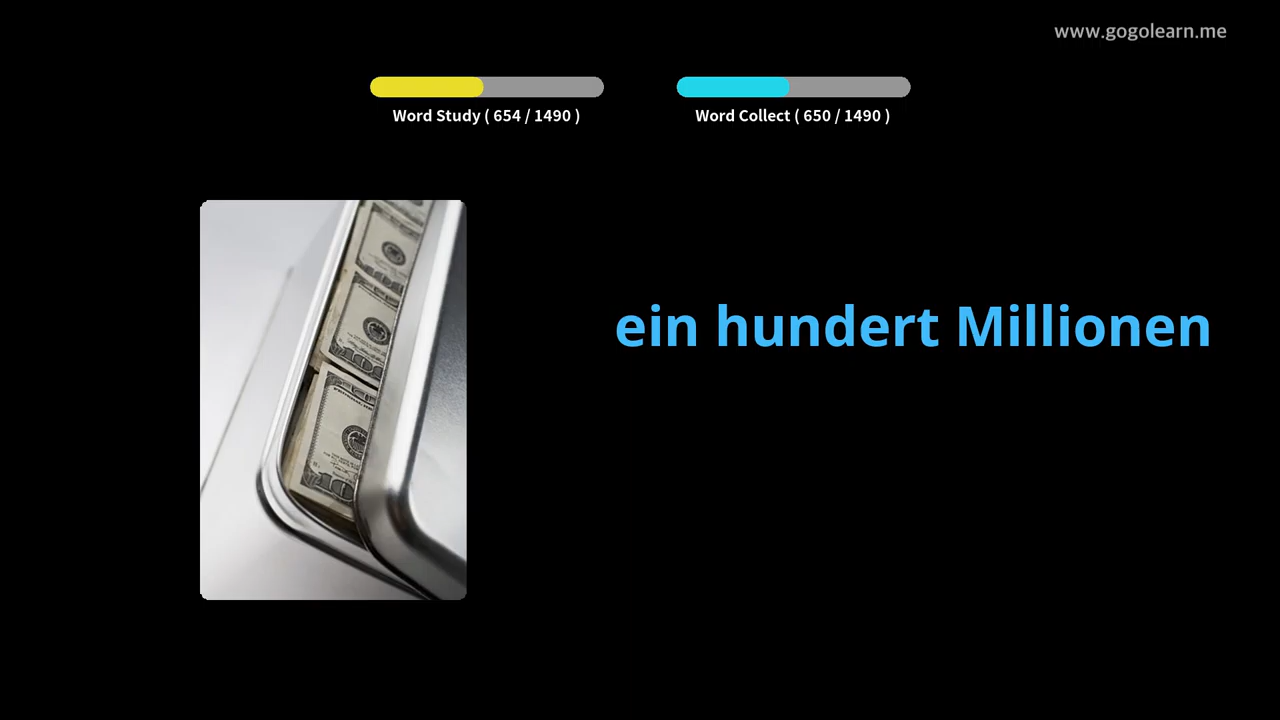 www.gogolearn.me
Word Study ( 654 / 1490 )
Word Collect ( 650 / 1490 )
ein hundert Millionen